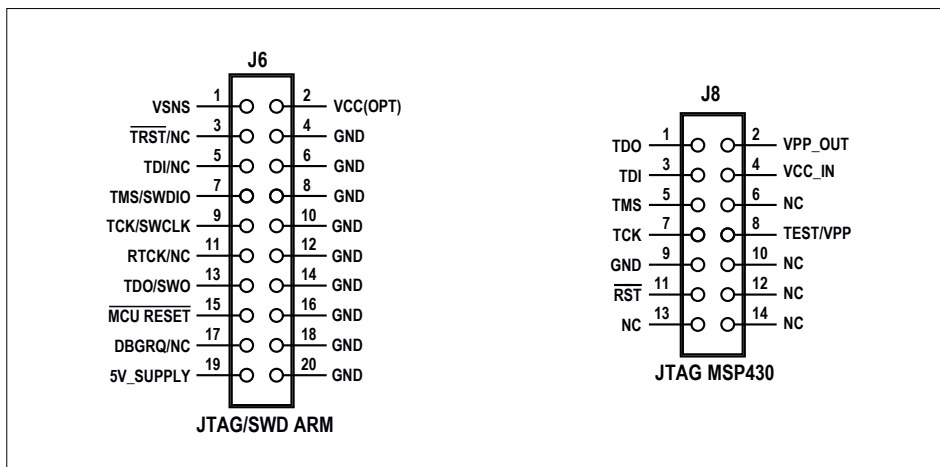 J6
VSNS 1 2 VCC(OPT)
TRST/NC 3 4 GND
TDI/NC 5 6 GND
TMS/SWDIO 7 8 GND
TCK/SWCLK 9 10 GND
RTCK/NC 11 12 GND
TDO/SWO 13 14 GND
MCU RESET 15 16 GND
DBGRQ/NC 17 18 GND
5V_SUPPLY 19 20 GND
JTAG/SWD ARM
J8
TDO 1 2 VPP_OUT
TDI 3 4 VCC_IN
TMS 5 6 NC
TCK 7 8 TEST/VPP
GND 9 10 NC
RST 11 12 NC
NC 13 14 NC
JTAG MSP430